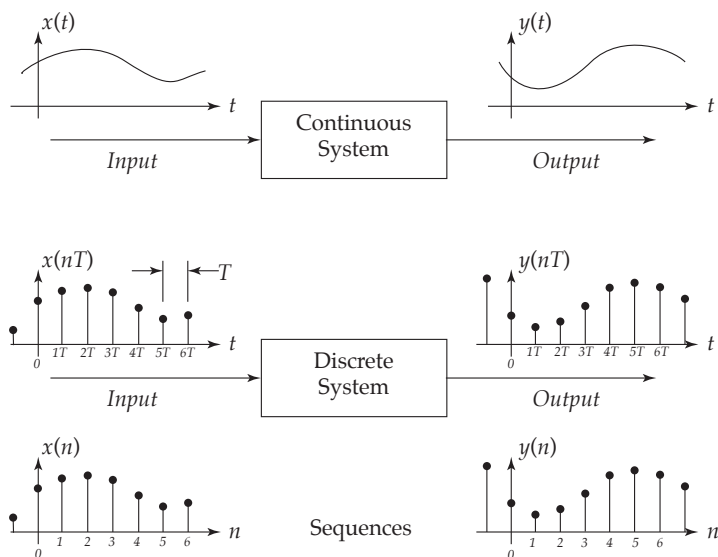 x(t)
y(t)
t
t
Continuous
System
Input
Output
x(nT)
T
y(nT)
t
t
0 1T 2T 3T 4T 5T 6T
0 1T 2T 3T 4T 5T 6T
Discrete
System
Input
Output
x(n)
y(n)
n
n
0 1 2 3 4 5 6
Sequences
0 1 2 3 4 5 6